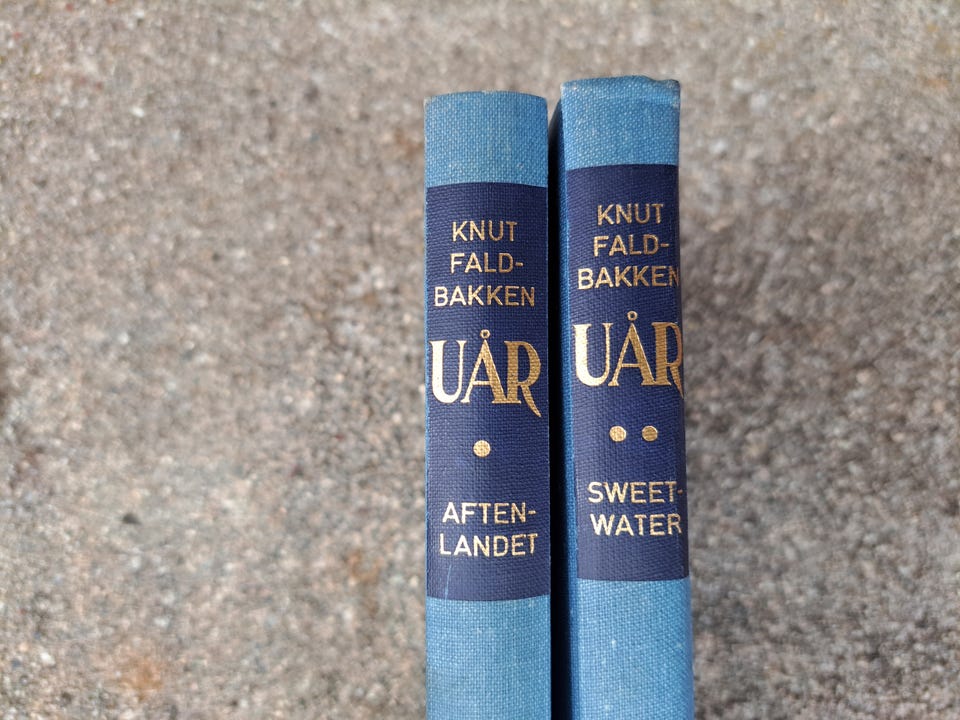 KNUT
FALD-
BAKKEN
UÅR
•
AFTEN-
LANDET
KNUT
FALD-
BAKKEN
UÅR
••
SWEET-
WATER